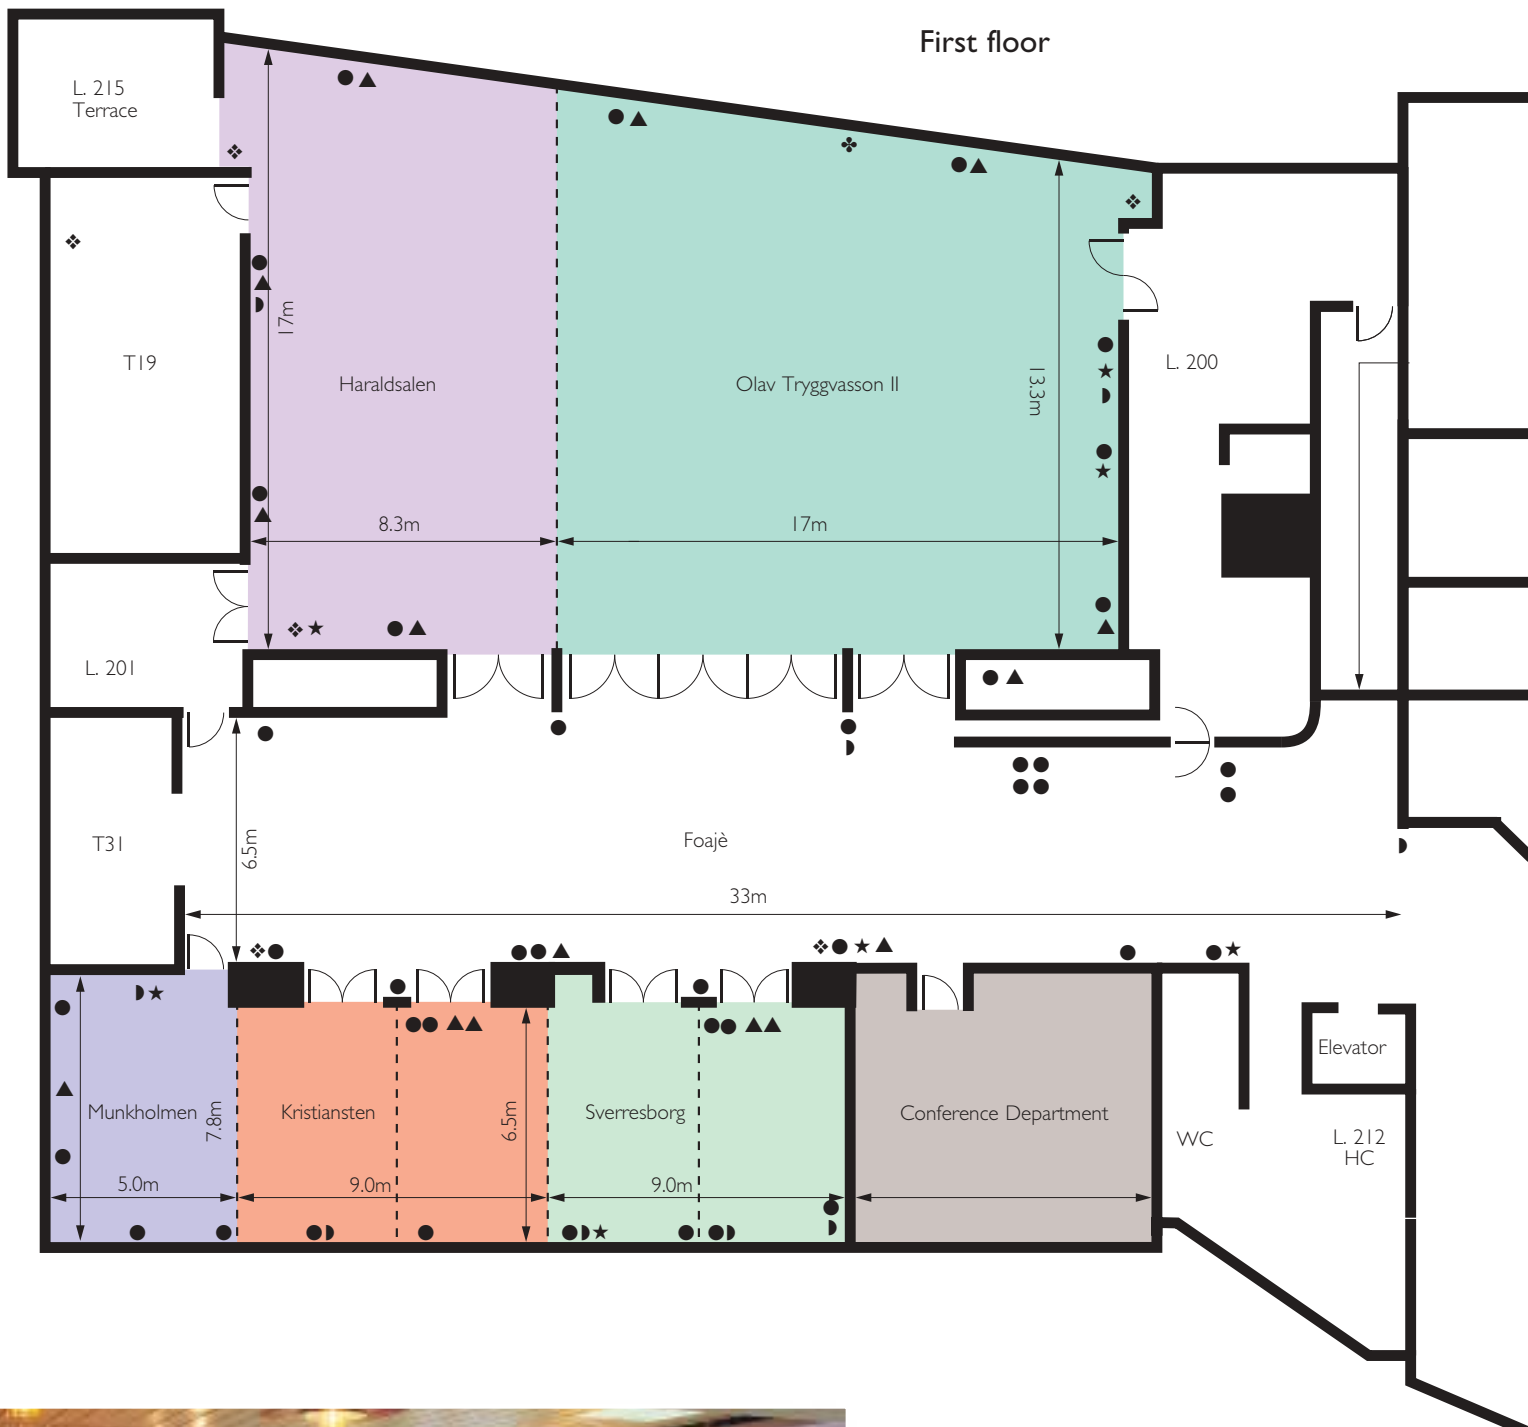 First floor
L. 215
Terrace
T19
17m
Haraldsalen
Olav Tryggvasson II
13.3m
L. 200
8.3m
17m
L. 201
T31
6.5m
Foajè
33m
Munkholmen
7.8m
Kristiansten
6.5m
Sverresborg
Conference Department
WC
Elevator
L. 212
HC
5.0m
9.0m
9.0m